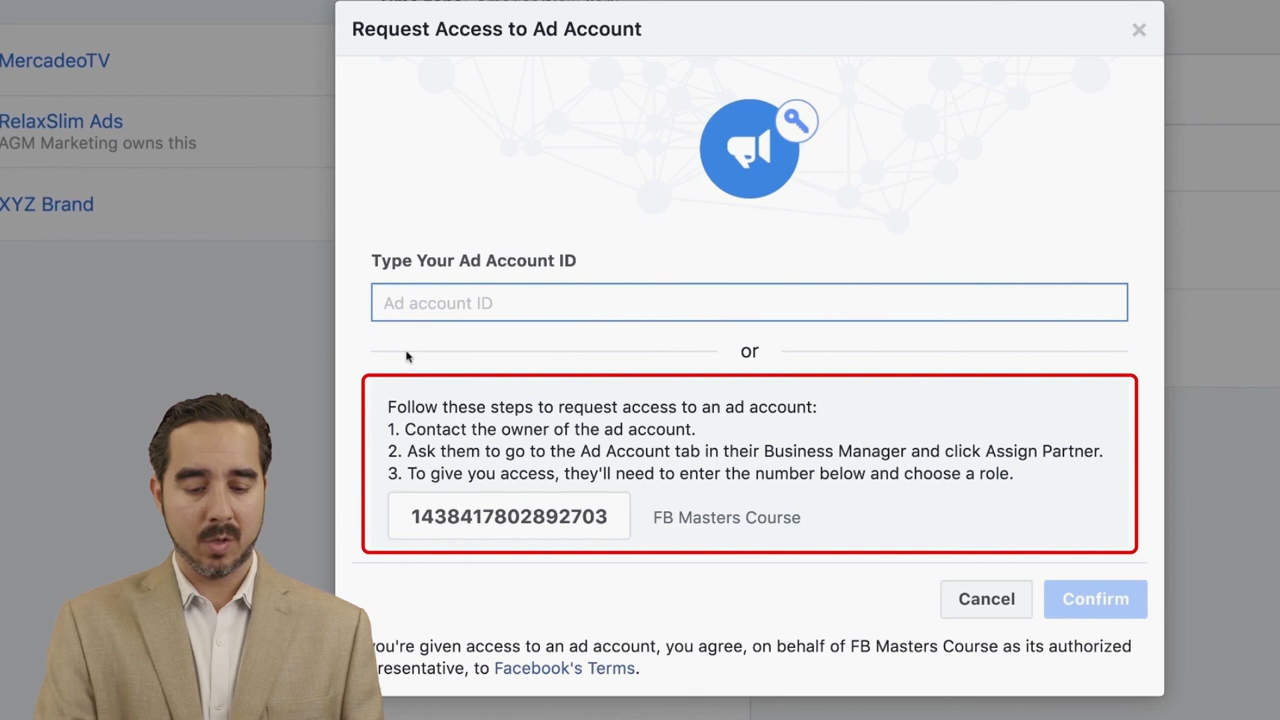 Request Access to Ad Account
×
MercadeoTV
RelaxSlim Ads
AGM Marketing owns this
XYZ Brand
Type Your Ad Account ID
Ad account ID
or
Follow these steps to request access to an ad account:
1. Contact the owner of the ad account.
2. Ask them to go to the Ad Account tab in their Business Manager and click Assign Partner.
3. To give you access, they'll need to enter the number below and choose a role.
1438417802892703 FB Masters Course
Cancel Confirm
you're given access to an ad account, you agree, on behalf of FB Masters Course as its authorized
resentative, to Facebook's Terms.